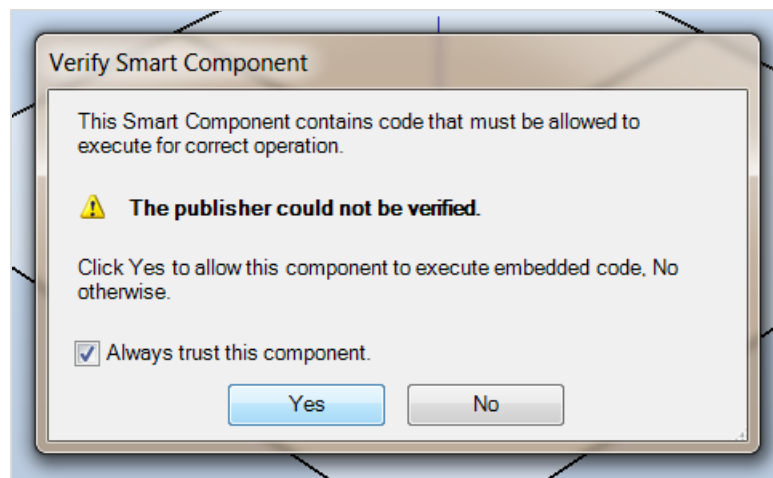 Verify Smart Component
This Smart Component contains code that must be allowed to
execute for correct operation.
The publisher could not be verified.
Click Yes to allow this component to execute embedded code, No
otherwise.
Always trust this component.
Yes No